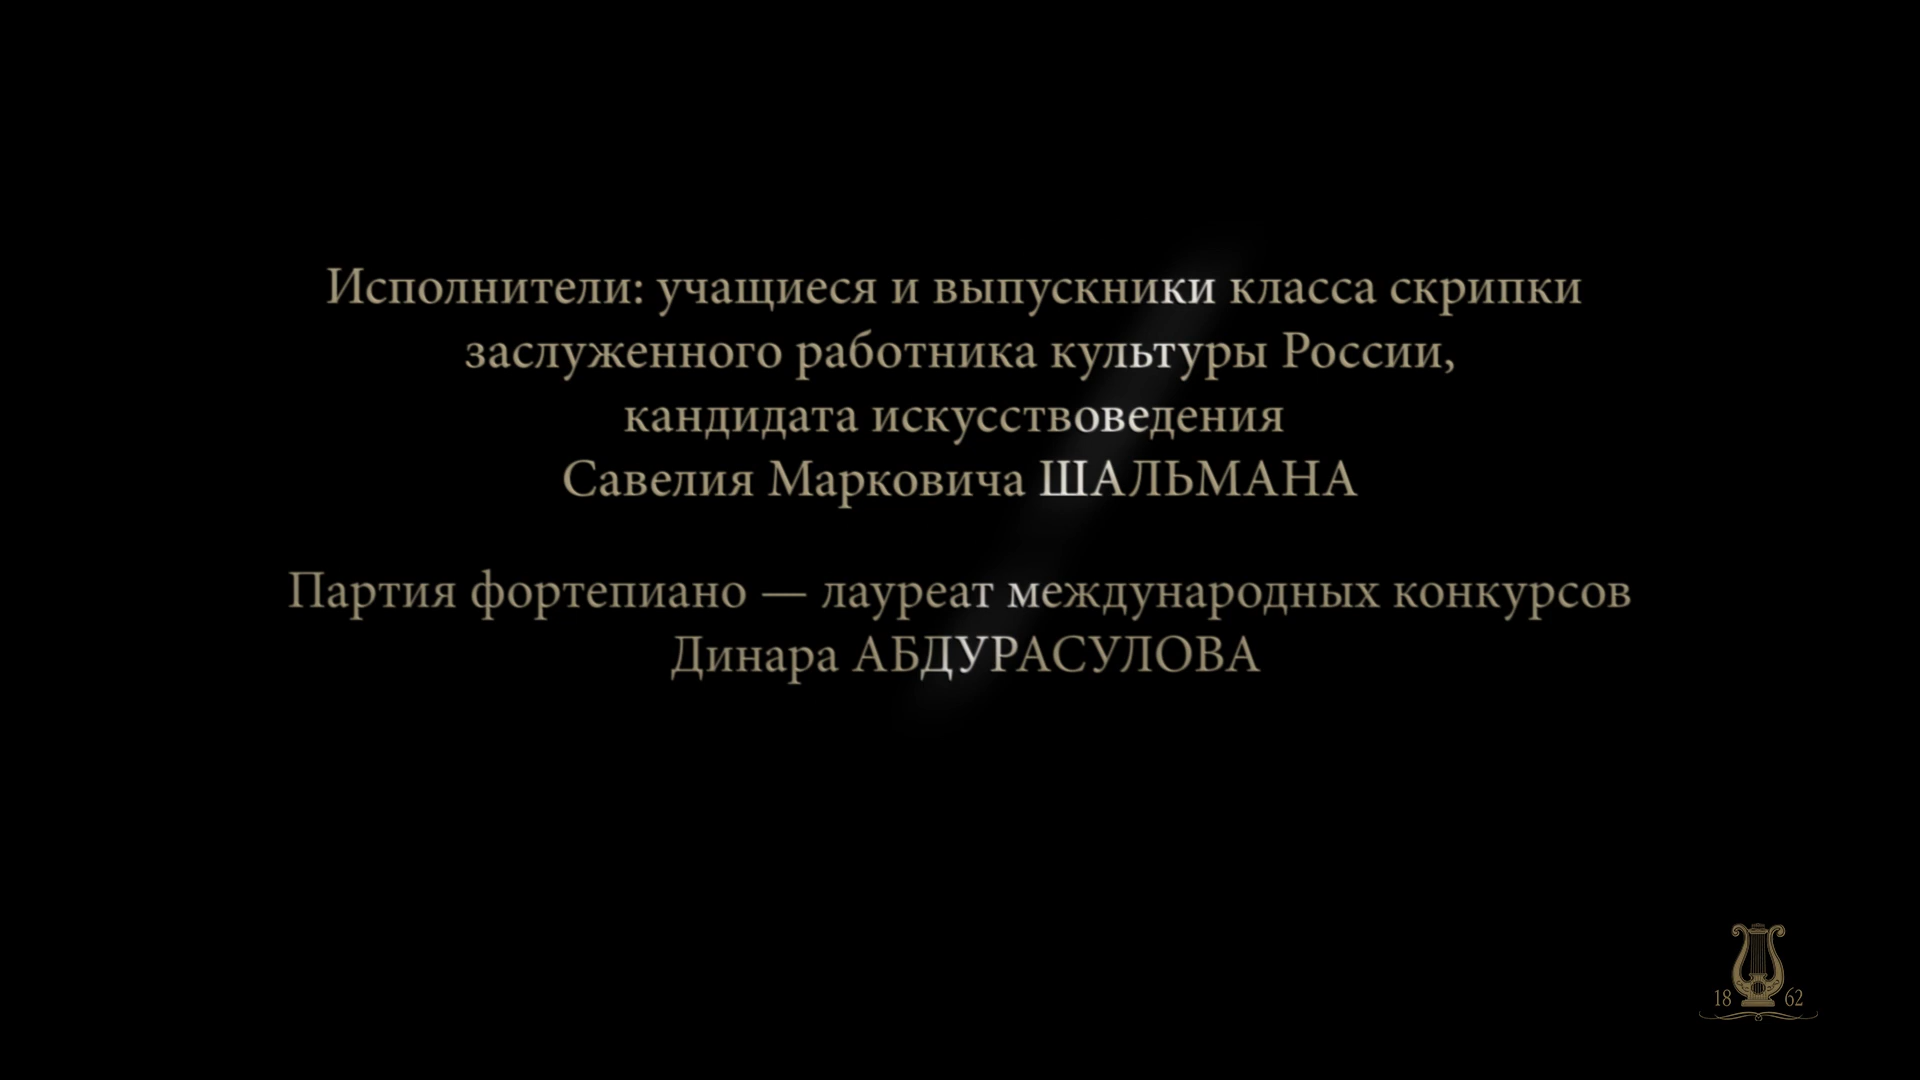 Исполнители: учащиеся и выпускники класса скрипки
заслуженного работника культуры России,
кандидата искусствоведения
Савелия Марковича ШАЛЬМАНА
Партия фортепиано — лауреат международных конкурсов
Динара АБДУРАСУЛОВА
18 62